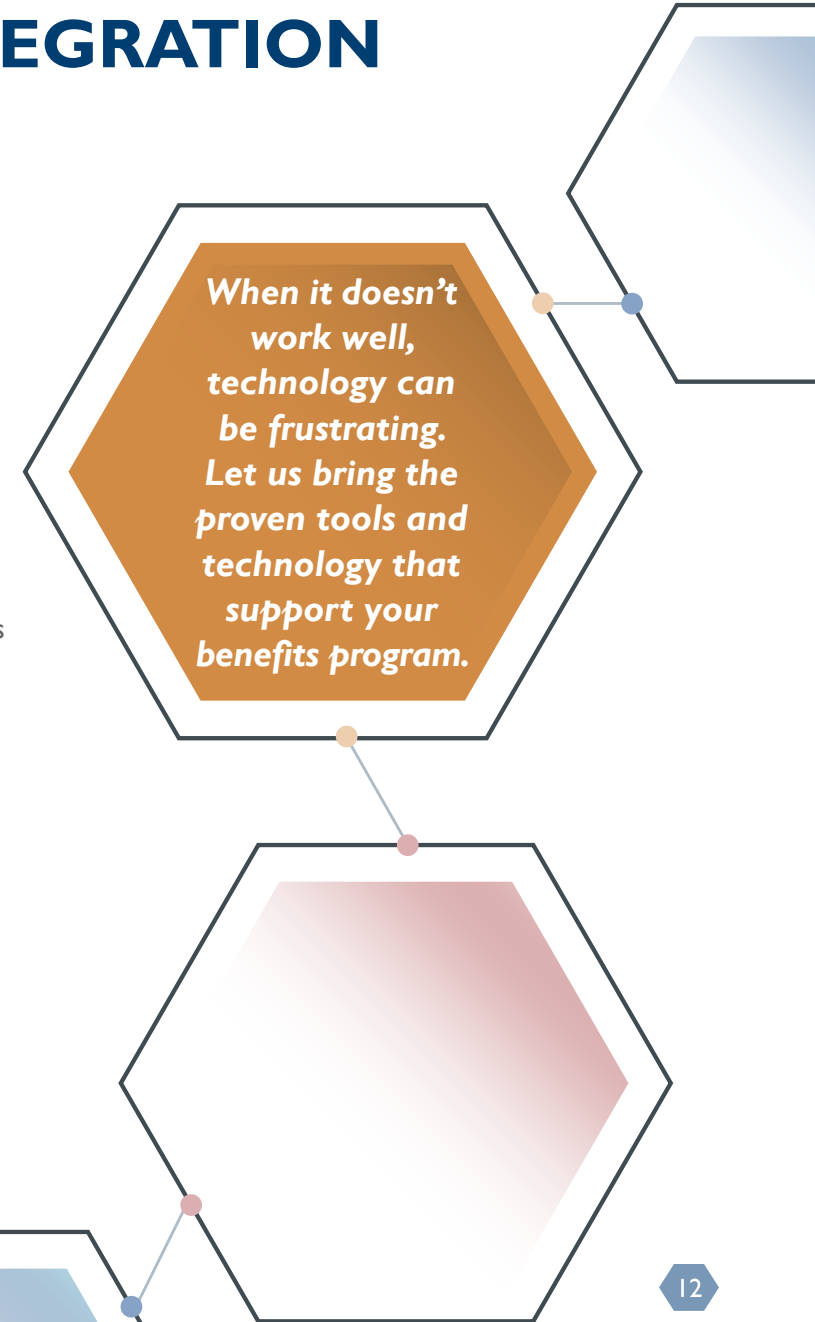 EGRATION
When it doesn’t
work well,
technology can
be frustrating.
Let us bring the
proven tools and
technology that
support your
benefits program.
s
12